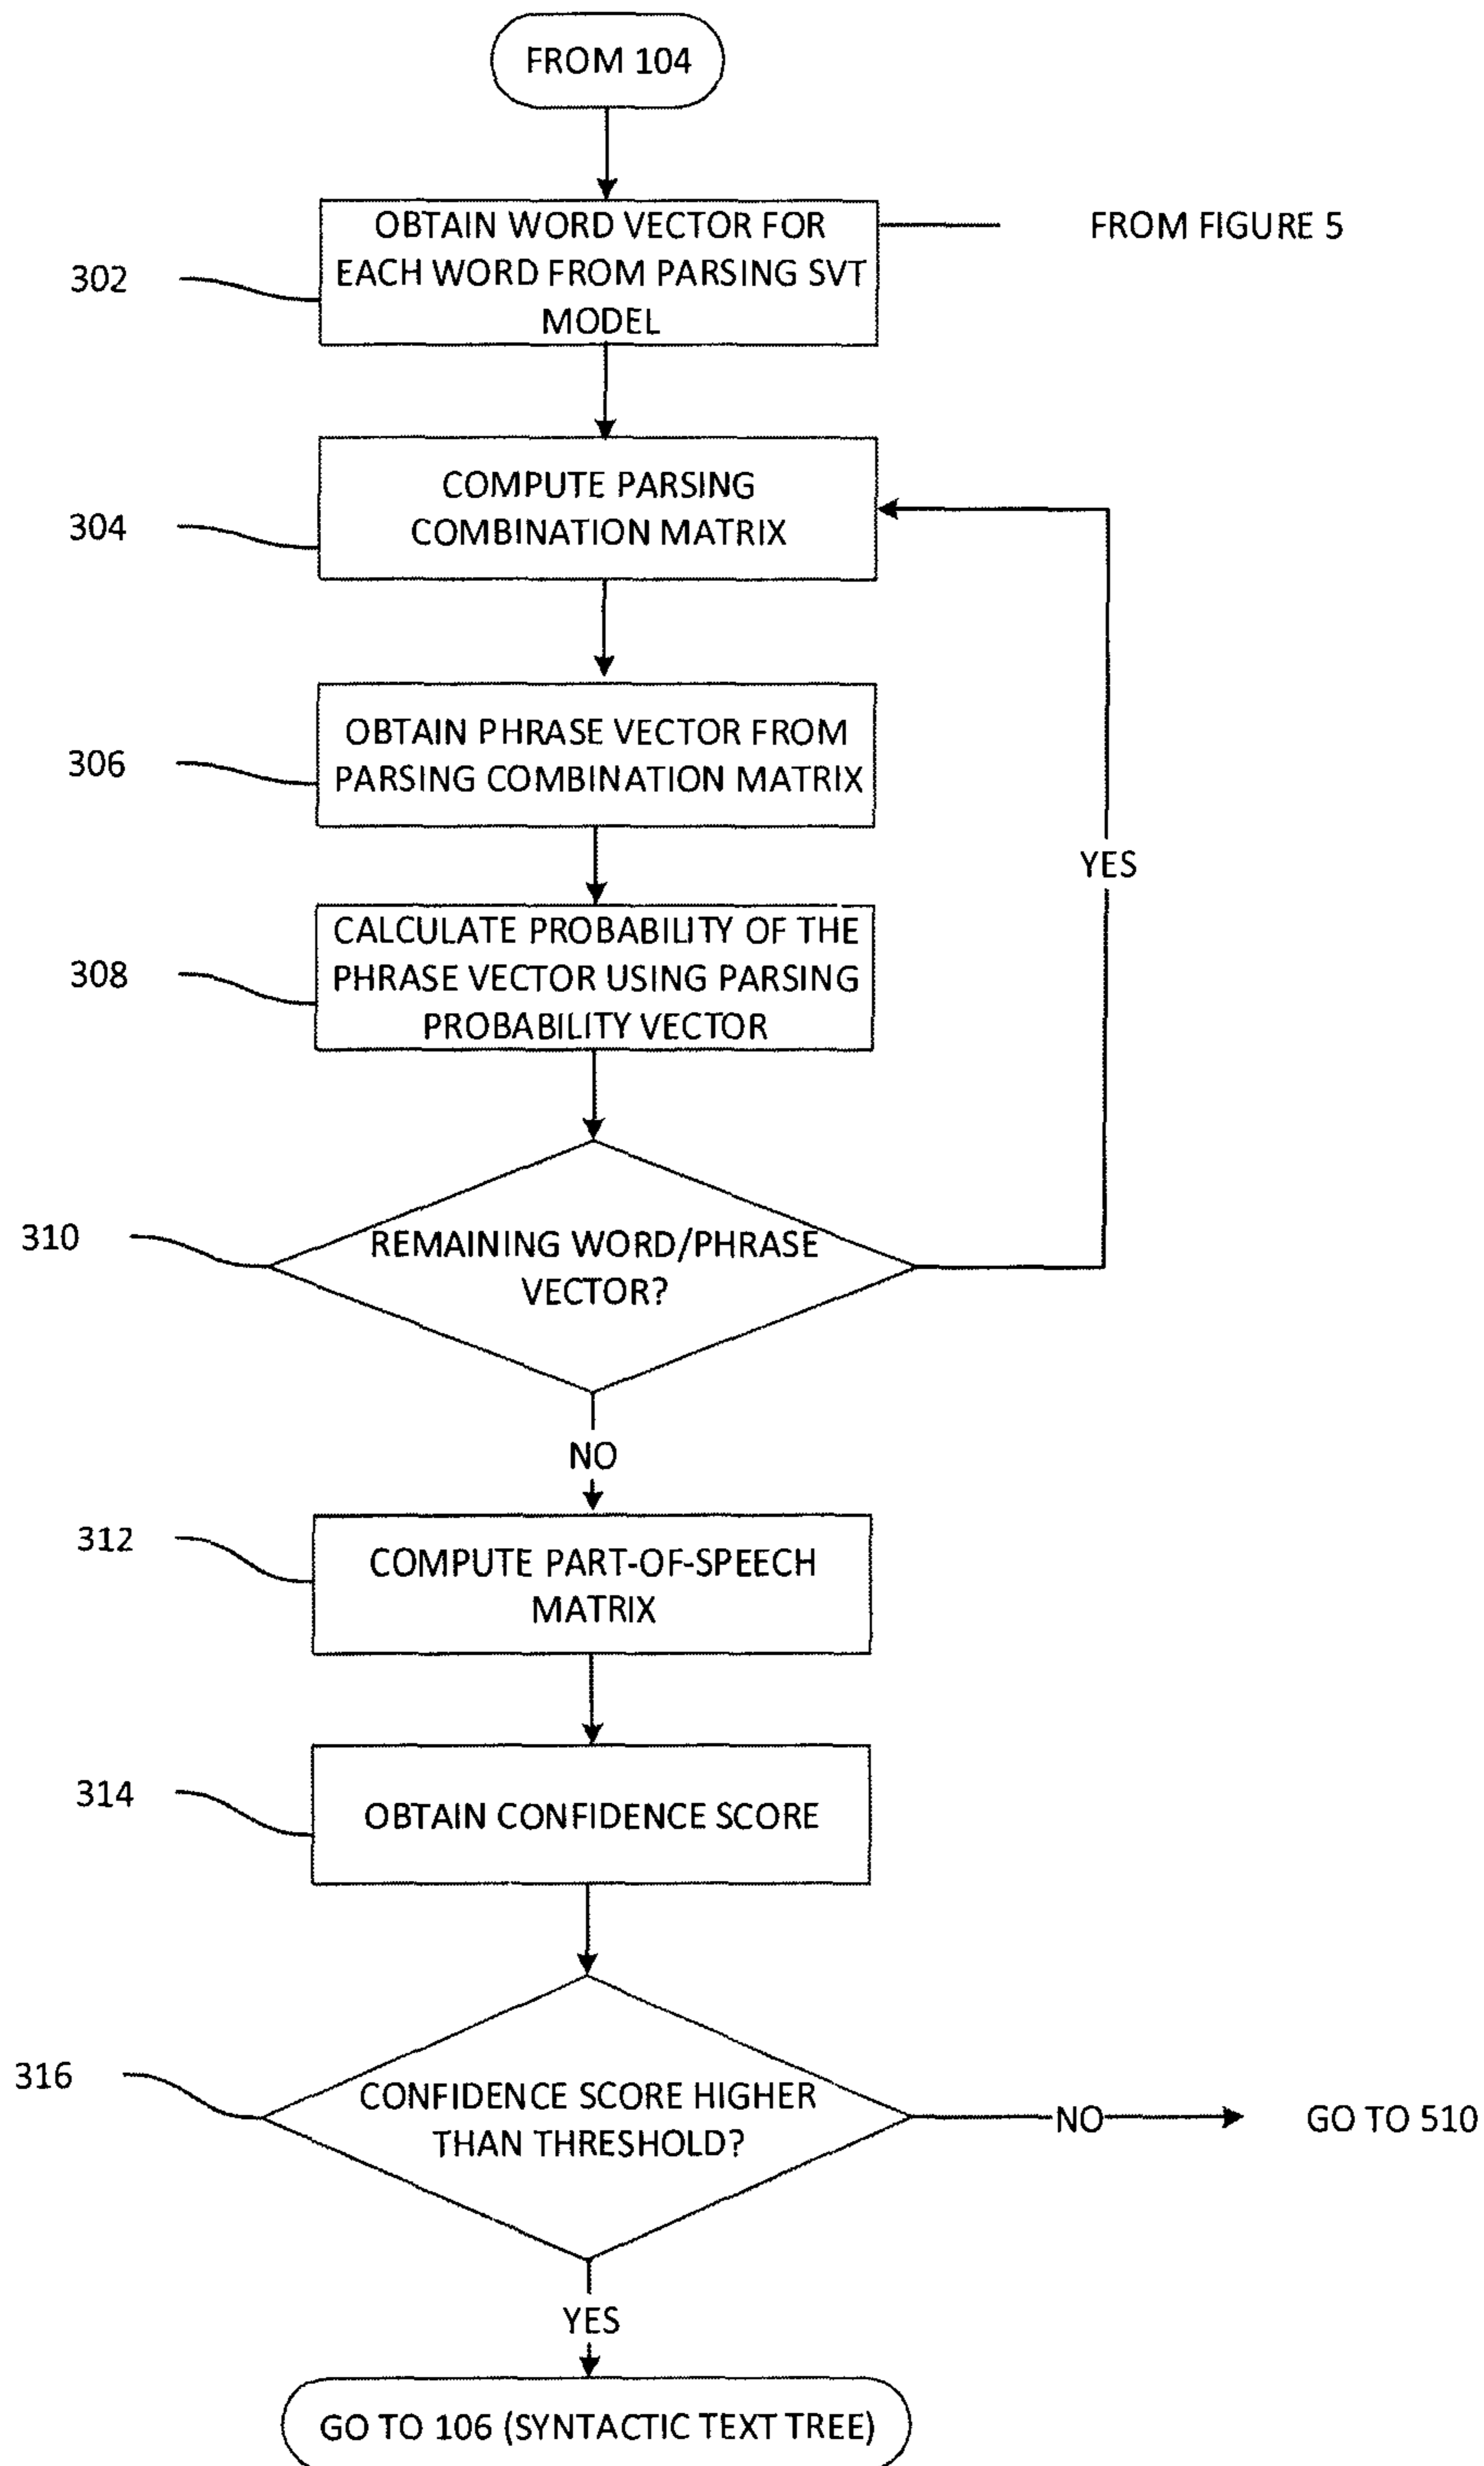 FROM 104
OBTAIN WORD VECTOR FOR
EACH WORD FROM PARSING SVT
MODEL
FROM FIGURE 5
302
COMPUTE PARSING
COMBINATION MATRIX
304
OBTAIN PHRASE VECTOR FROM
PARSING COMBINATION MATRIX
306
YES
CALCULATE PROBABILITY OF THE
PHRASE VECTOR USING PARSING
PROBABILITY VECTOR
308
REMAINING WORD/PHRASE
VECTOR?
310
NO
312
COMPUTE PART-OF-SPEECH
MATRIX
314
OBTAIN CONFIDENCE SCORE
316
CONFIDENCE SCORE HIGHER
THAN THRESHOLD?
NO
GO TO 510
YES
GO TO 106 (SYNTACTIC TEXT TREE)